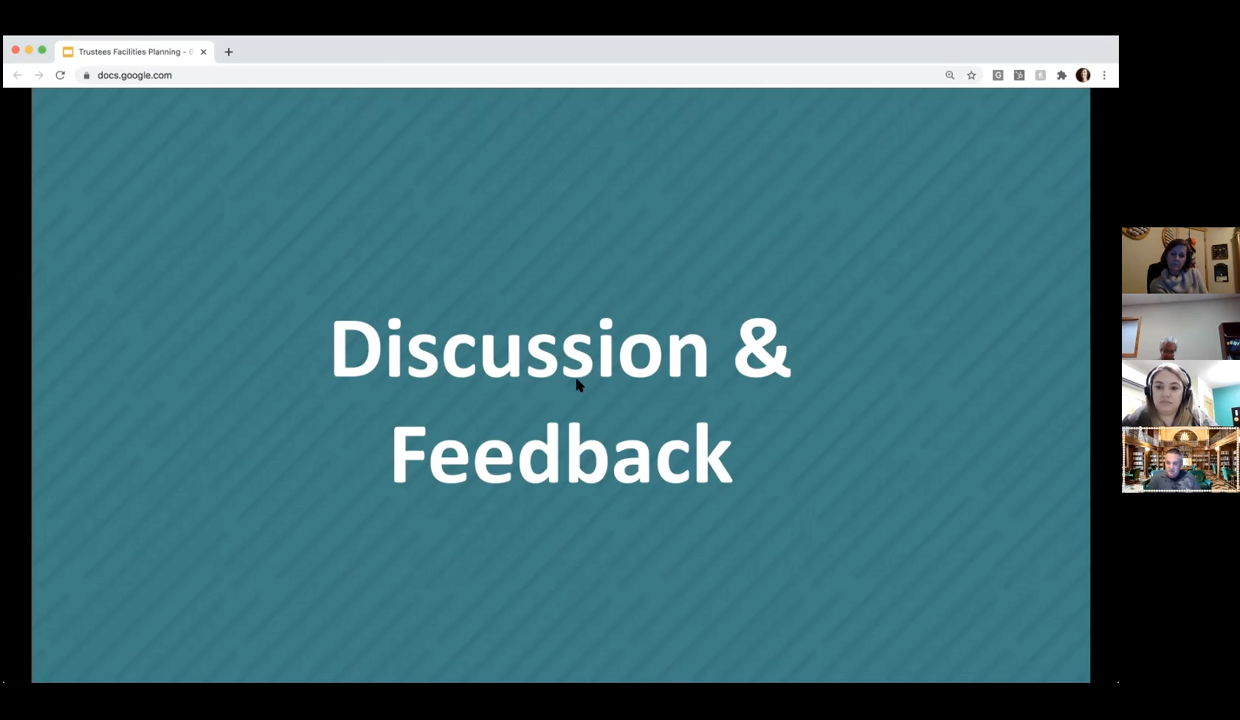 Trustees Facilities Planning -
docs.google.com
Discussion &
Feedback